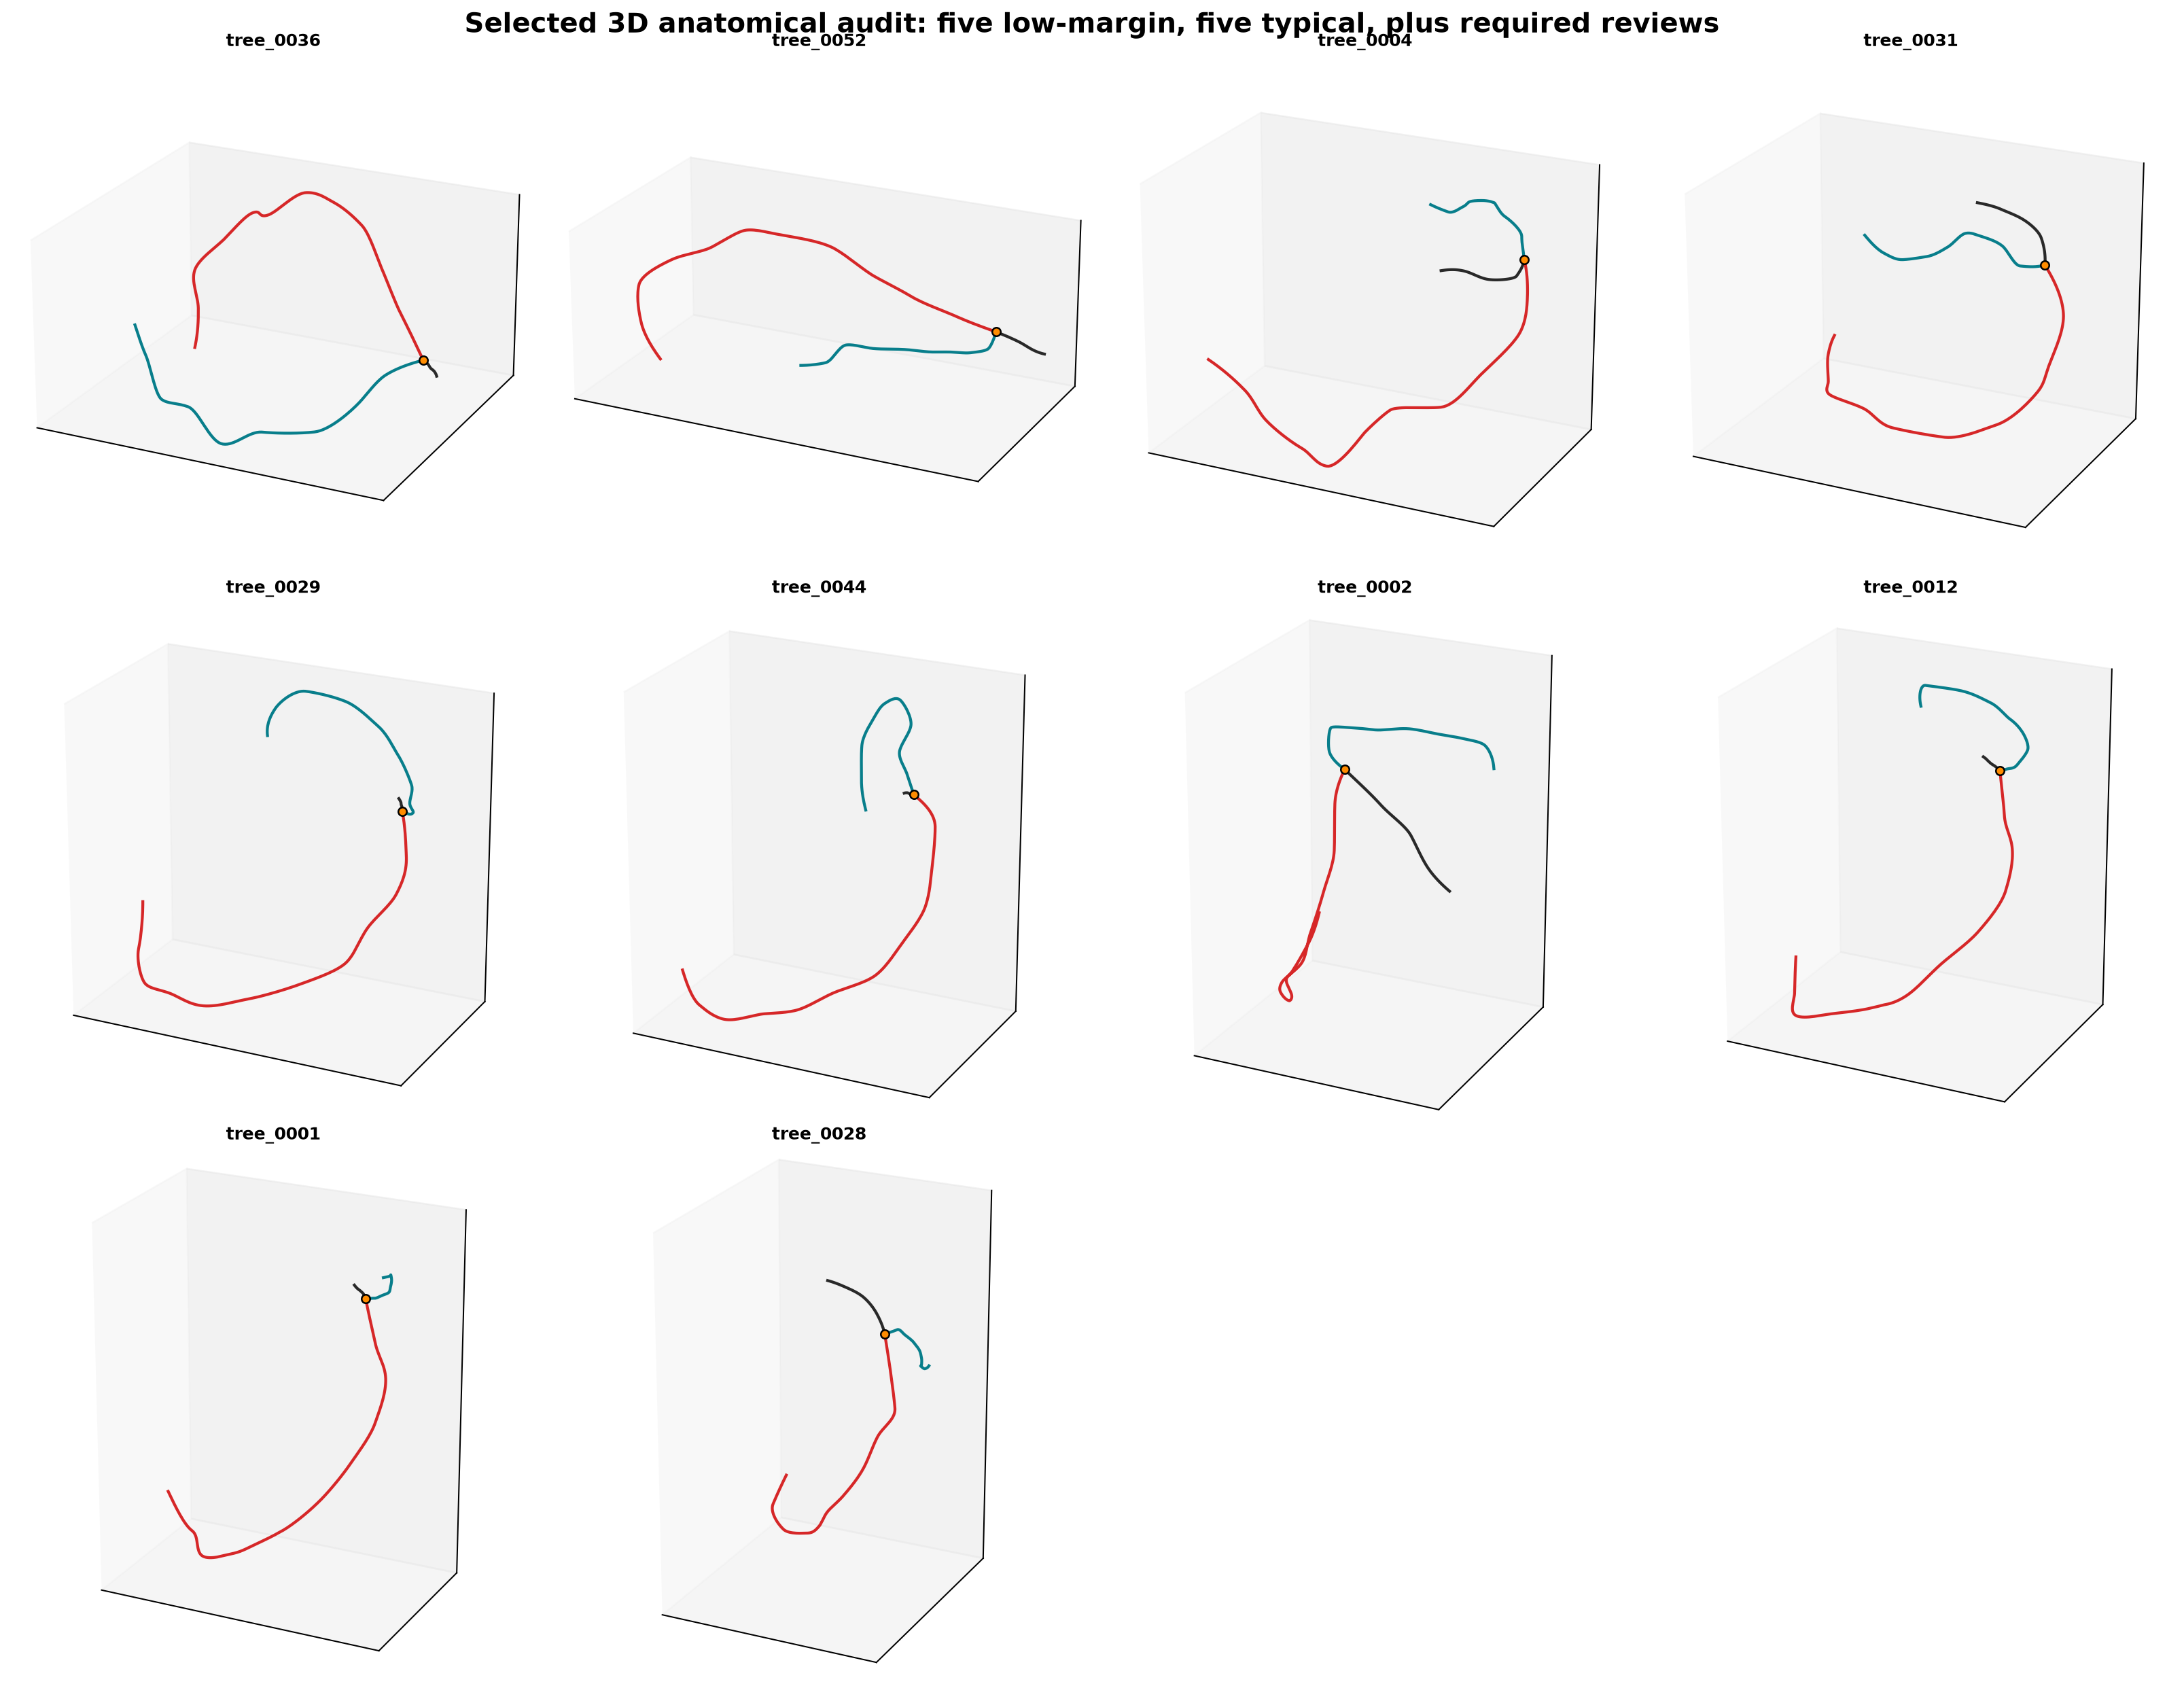 Selected 3D anatomical audit: five low-margin, five typical, plus required reviews
tree_0036 tree_0052 tree_0004 tree_0031
tree_0029 tree_0044 tree_0002 tree_0012
tree_0001 tree_0028